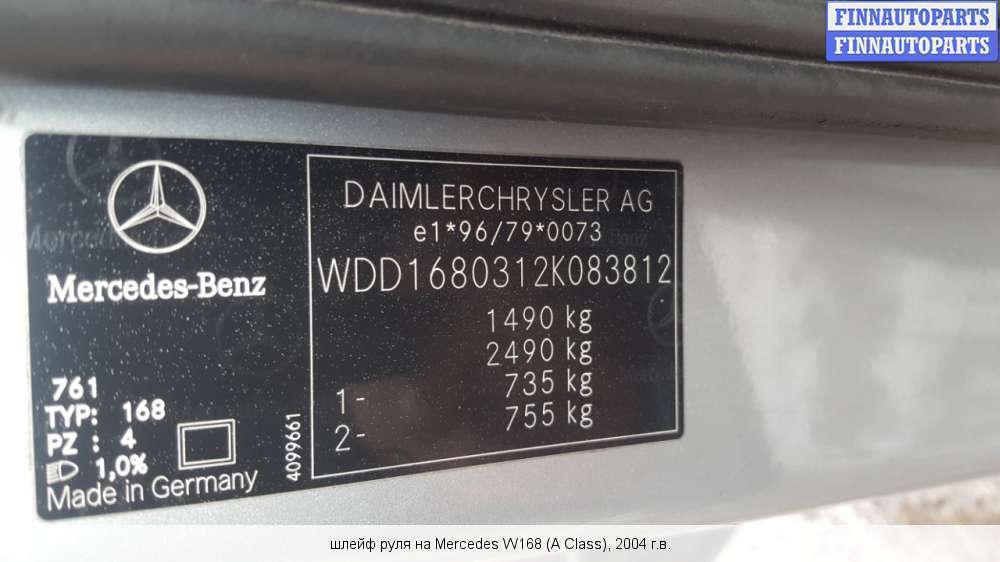 FINNAUTOPARTS
FINNAUTOPARTS
Mercedes-Benz
761
TYP: 168
PZ : 4
1,0%
Made in Germany
4099661
DAIMLERCHRYSLER AG
e1*96/79*0073
WDD1680312K083812
1490 kg
2490 kg
1- 735 kg
2- 755 kg
шлейф руля на Mercedes W168 (A Class), 2004 г.в.